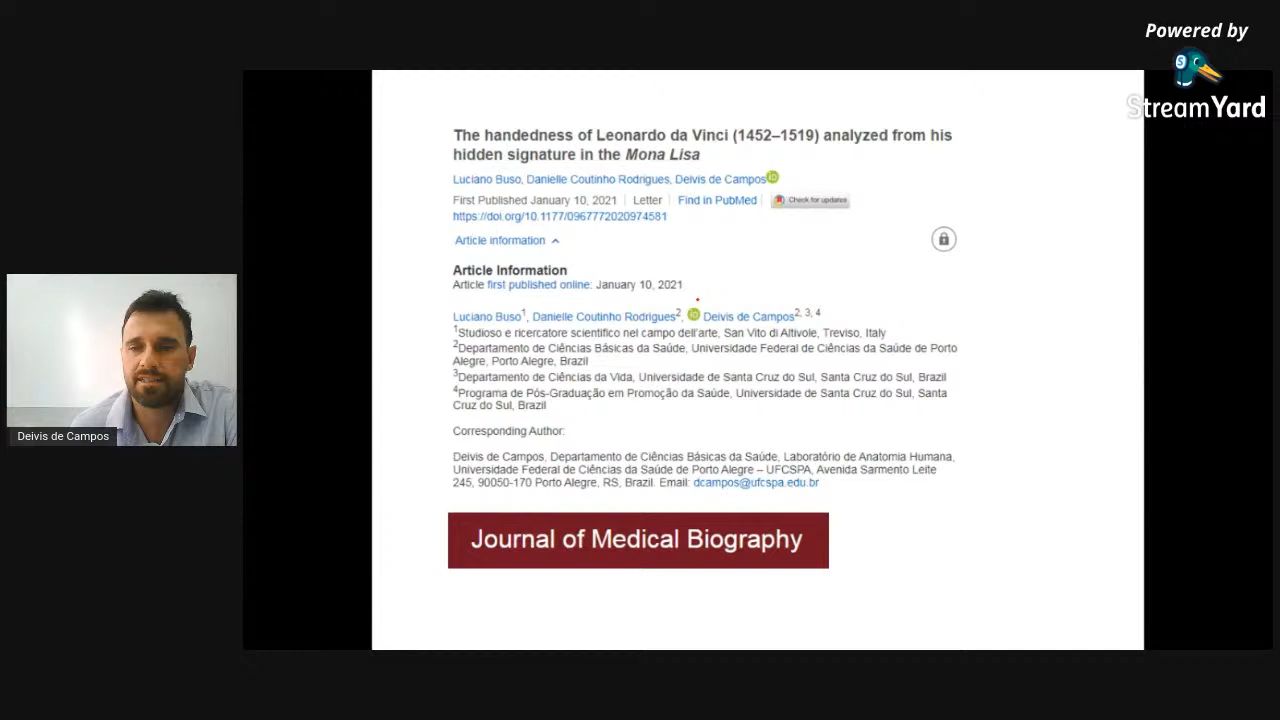 Powered by
StreamYard
The handedness of Leonardo da Vinci (1452–1519) analyzed from his
hidden signature in the Mona Lisa
Luciano Buso, Danielle Coutinho Rodrigues, Deivis de Campos iD
First Published January 10, 2021 | Letter | Find in PubMed | Check for updates
https://doi.org/10.1177/0967772020974581
Article information
Article Information
Article first published online: January 10, 2021
Luciano Buso1, Danielle Coutinho Rodrigues2, iD Deivis de Campos2, 3, 4
1Studioso e ricercatore scientifico nel campo dell'arte, San Vito di Altivole, Treviso, Italy
2Departamento de Ciências Básicas da Saúde, Universidade Federal de Ciências da Saúde de Porto
Alegre, Porto Alegre, Brazil
3Departamento de Ciências da Vida, Universidade de Santa Cruz do Sul, Santa Cruz do Sul, Brazil
4Programa de Pós-Graduação em Promoção da Saúde, Universidade de Santa Cruz do Sul, Santa
Cruz do Sul, Brazil
Corresponding Author:
Deivis de Campos, Departamento de Ciências Básicas da Saúde, Laboratório de Anatomia Humana,
Universidade Federal de Ciências da Saúde de Porto Alegre – UFCSPA, Avenida Sarmento Leite
245, 90050-170 Porto Alegre, RS, Brazil. Email: dcampos@ufcspa.edu.br
Journal of Medical Biography
Deivis de Campos